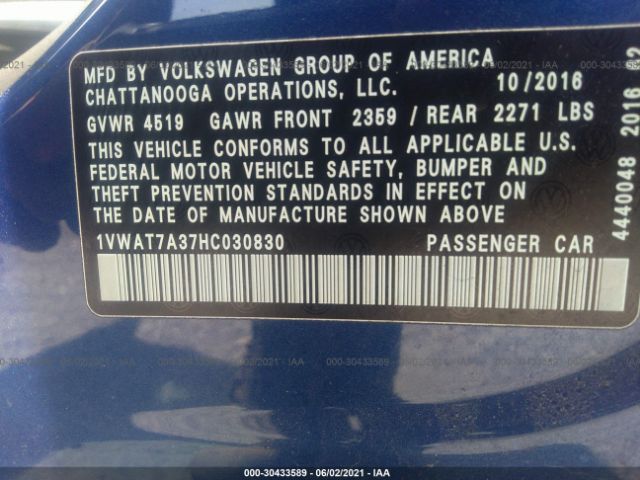 MFD BY VOLKSWAGEN GROUP OF AMERICA
CHATTANOOGA OPERATIONS, LLC. 10/2016
GVWR 4519 GAWR FRONT 2359 / REAR 2271 LBS
THIS VEHICLE CONFORMS TO ALL APPLICABLE U.S.
FEDERAL MOTOR VEHICLE SAFETY, BUMPER AND
THEFT PREVENTION STANDARDS IN EFFECT ON
THE DATE OF MANUFACTURE SHOWN ABOVE
1VWAT7A37HC030830 PASSENGER CAR
4440048 2016
000-30433589 - 06/02/2021 - IAA